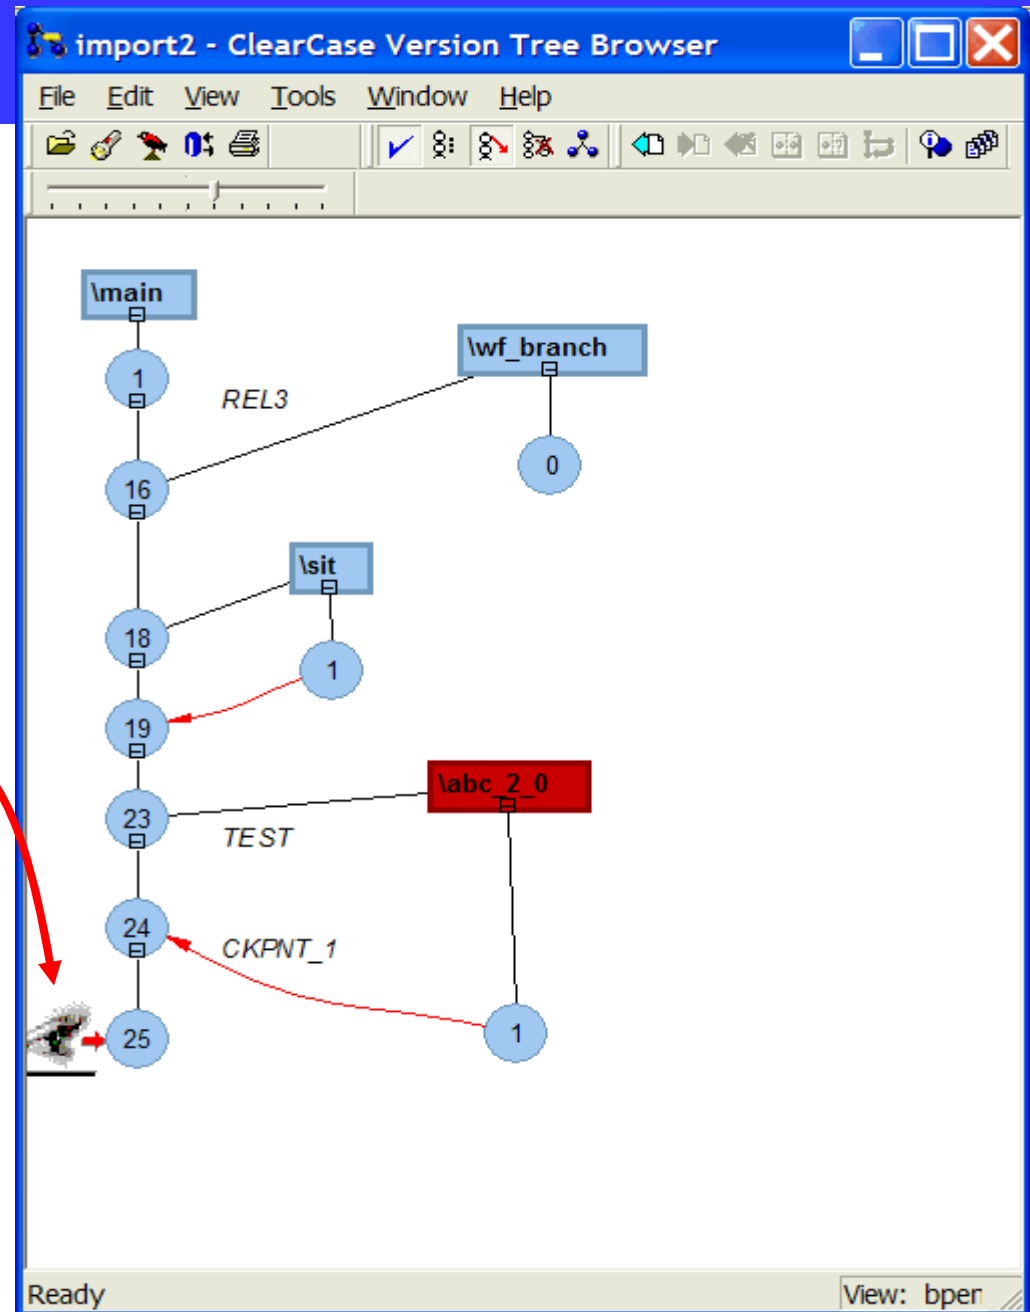 import2 - ClearCase Version Tree Browser
File Edit View Tools Window Help
\main
\wf_branch
1
REL3
0
16
\sit
18
1
19
\abc_2_0
23
TEST
24
CKPNT_1
25
1
Ready
View: bper